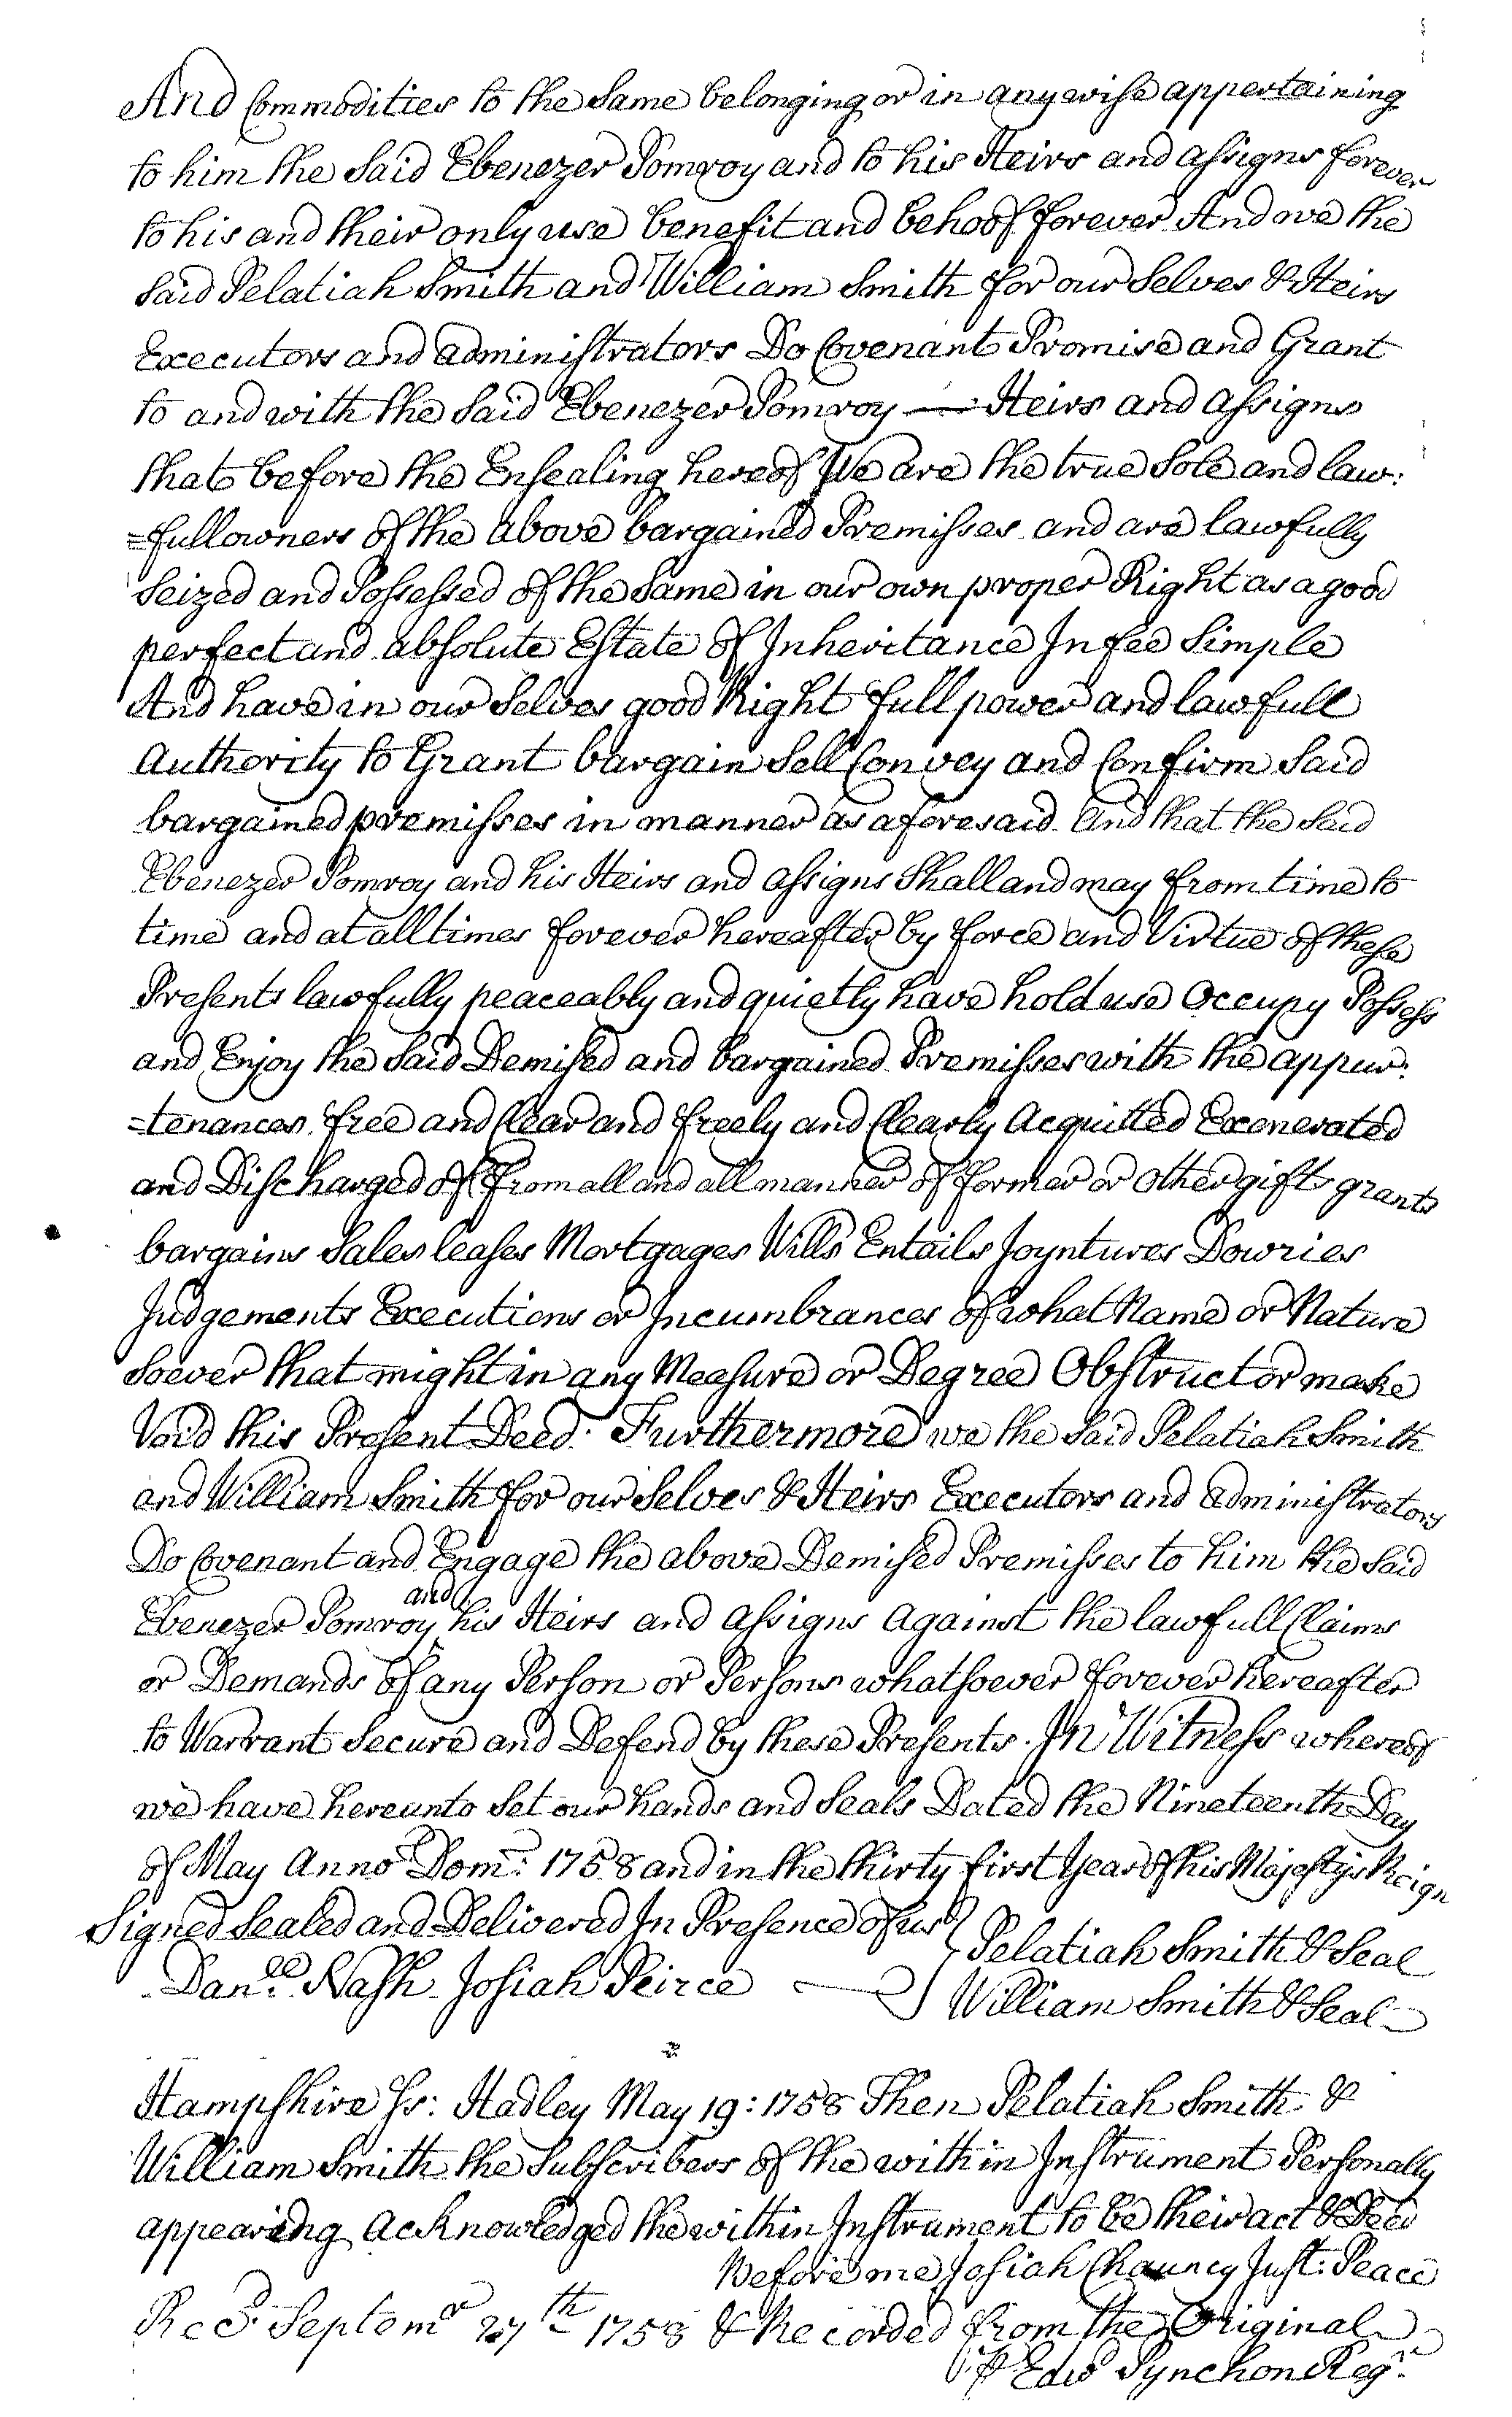 And Commodities to the Same belonging or in any wise appertaining
to him the Said Ebenezer Pomroy and to his Heirs and assigns forever
to his and their only use benefit and behoof forever And we the
Said Pelatiah Smith and William Smith for our Selves & Heirs
Executors and administrators Do Covenant Promise and Grant
to and with the Said Ebenezer Pomroy — Heirs and assigns
that before the Ensealing hereof We are the true Sole and law:
=full owners of the above bargained Premisses and are lawfully
Seized and Possessed of the Same in our own proper Right as a good
perfect and absolute Estate of Inheritance In fee Simple
And have in our Selves good Right full power and lawfull
Authority to Grant bargain Sell Convey and Confirm Said
bargained premisses in manner as aforesaid. And that the Said
Ebenezer Pomroy and his Heirs and assigns Shall and may from time to
time and at all times forever hereafter by force and Virtue of these
Presents lawfully peaceably and quietly have hold use Occupy Possess
and Enjoy the Said Demised and bargained Premisses with the appur:
=tenances free and Clear and freely and Clearly Acquitted Exonerated
and Discharged of from all and all manner of former or other gifts grants
bargains Sales leases Mortgages Wills Entails Joyntures Dowries
Judgements Executions or Incumbrances of what Name or Nature
Soever that might in any Measure or Degree Obstruct or make
Void this Present Deed. Furthermore we the Said Pelatiah Smith
and William Smith for our Selves & Heirs Executors and administrators
Do Covenant and Engage the above Demised Premisses to him the Said
Ebenezer Pomroy and his Heirs and assigns against the lawfull Claims
or Demands of any Person or Persons whatsoever forever hereafter
to Warrant Secure and Defend by these Presents. In Witness whereof
we have hereunto Set our hands and Seals Dated the Nineteenth Day
of May Anno Dom: 1758 and in the thirty first Year of his Majestys Reign
Signed Sealed and Delivered In Presence of us
Danll. Nash Josiah Peirce
Pelatiah Smith & Seal
William Smith & Seal
Hampshire Ss: Hadley May 19: 1758 Then Pelatiah Smith &
William Smith the Subscribers of the within Instrument Personally
appearing acknowledged the within Instrument to be their act & Deed
Before me Josiah Chauncy Just: Peace
Recd. Septemr 27th 1758 & Recorded from the Original
⅌ Edwd Pynchon Regr.